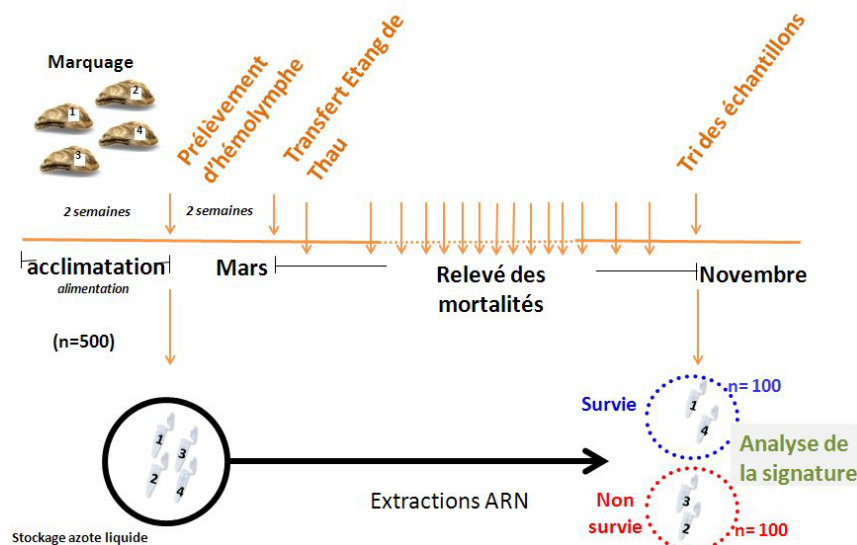 Marquage
1
2
3
4
Prélèvement
d'hémolymphe
Transfert Etang de
Thau
Tri des échantillons
2 semaines
2 semaines
acclimatation
alimentation
Mars
Relevé des
mortalités
Novembre
(n=500)
1
3
2
4
Stockage azote liquide
Extractions ARN
Survie
n= 100
1
4
Analyse de
la signature
Non
survie
3
2
n= 100